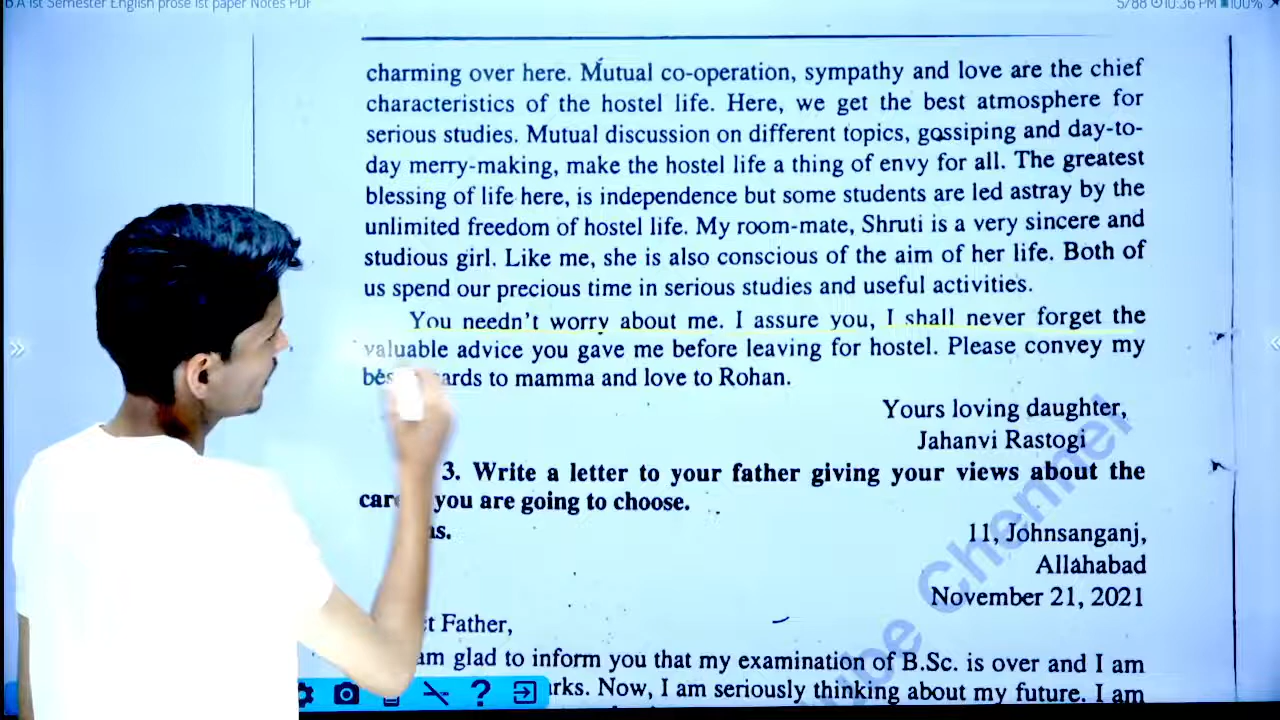 B.A Ist Semester English prose Ist paper Notes PDF
5/88 10:36 PM 100%
charming over here. Mutual co-operation, sympathy and love are the chief
characteristics of the hostel life. Here, we get the best atmosphere for
serious studies. Mutual discussion on different topics, gossiping and day-to-
day merry-making, make the hostel life a thing of envy for all. The greatest
blessing of life here, is independence but some students are led astray by the
unlimited freedom of hostel life. My room-mate, Shruti is a very sincere and
studious girl. Like me, she is also conscious of the aim of her life. Both of
us spend our precious time in serious studies and useful activities.
You needn't worry about me. I assure you, I shall never forget the
valuable advice you gave me before leaving for hostel. Please convey my
to mamma and love to Rohan.
Yours loving daughter,
Jahanvi Rastogi
3. Write a letter to your father giving your views about the
you are going to choose.
11, Johnsanganj,
Allahabad
November 21, 2021
Father,
am glad to inform you that my examination of B.Sc. is over and I am
Now, I am seriously thinking about my future. I am